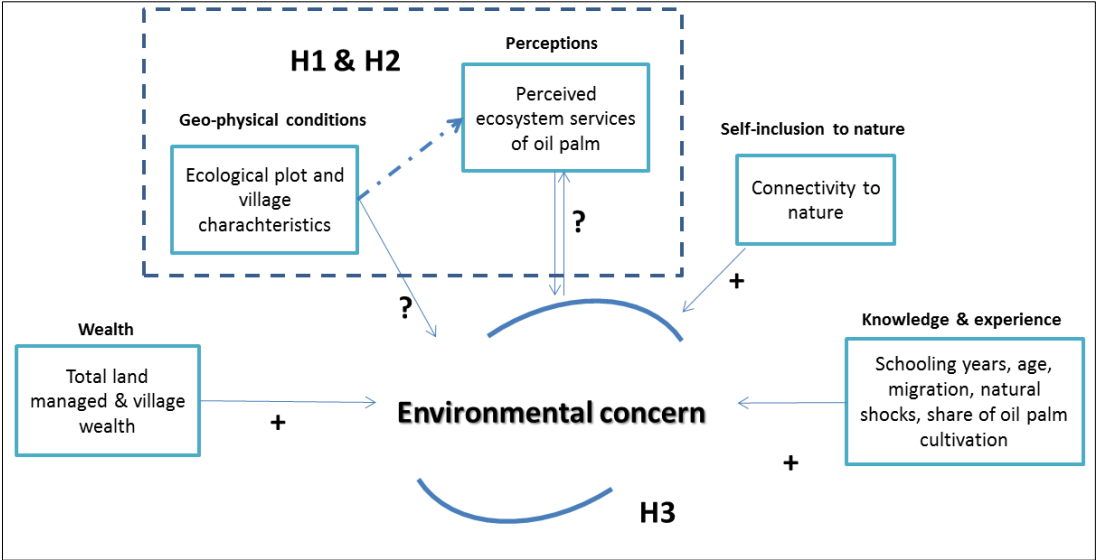 H1 & H2
Perceptions
Perceived
ecosystem services
of oil palm
Geo-physical conditions
Ecological plot and
village charachteristics
Self-inclusion to nature
Connectivity to
nature
?
?
+
Wealth
Total land
managed & village
wealth
+
Knowledge & experience
Schooling years, age,
migration, natural
shocks, share of oil palm
cultivation
+
Environmental concern
H3